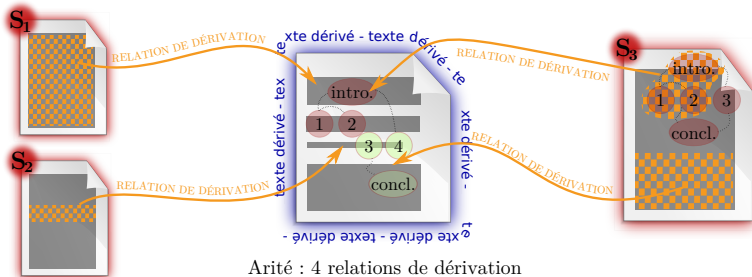 S1
RELATION DE DÉRIVATION
S2
RELATION DE DÉRIVATION
te
xte dérivé - texte dérivé - te
xte dérivé -
te
xte dérivé - texte dérivé -
texte dérivé - tex
intro.
1 2
3 4
concl.
RELATION DE DÉRIVATION
RELATION DE DÉRIVATION
S3
intro.
1 2 3
concl.
Arité : 4 relations de dérivation